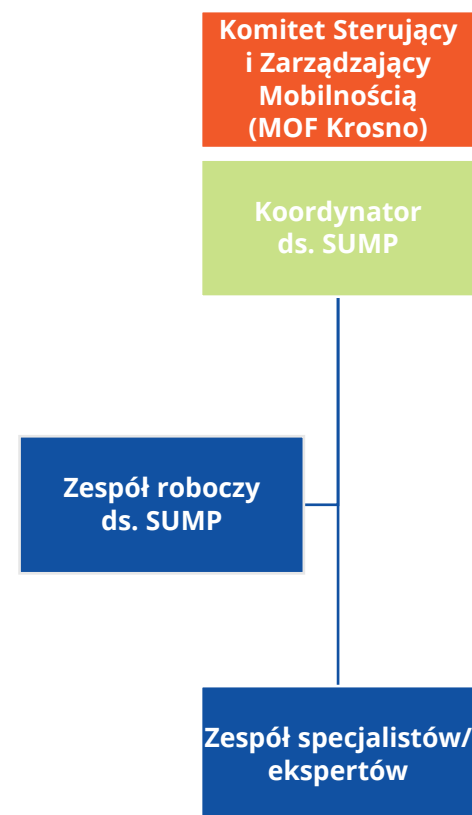 Komitet Sterujący
i Zarządzający
Mobilnością
(MOF Krosno)
Koordynator
ds. SUMP
Zespół roboczy
ds. SUMP
Zespół specjalistów/
ekspertów